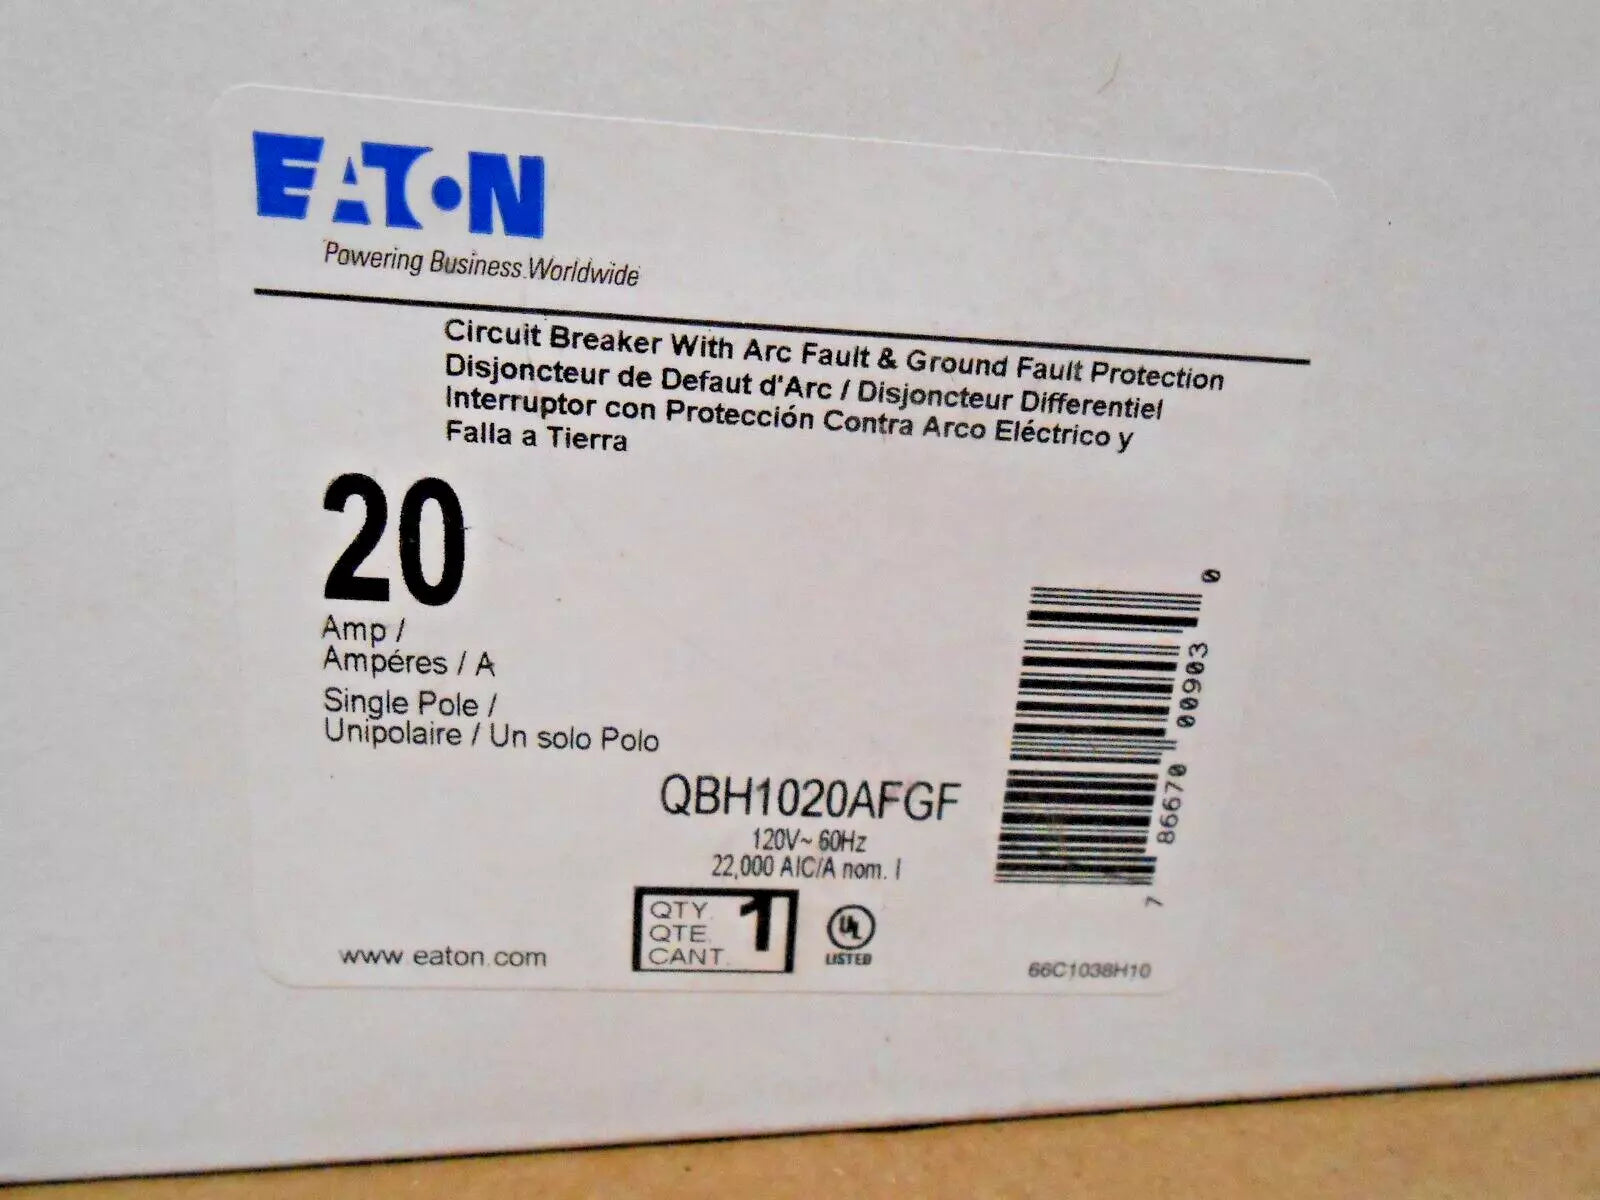 EATON
Powering Business Worldwide
Circuit Breaker With Arc Fault & Ground Fault Protection
Disjoncteur de Defaut d'Arc / Disjoncteur Differentiel
Interruptor con Protección Contra Arco Eléctrico y
Falla a Tierra
20
Amp /
Ampéres / A
Single Pole /
Unipolaire / Un solo Polo
QBH1020AFGF
120V~ 60Hz
22,000 AIC/A nom. I
QTY.
QTE.
CANT.
1
UL
LISTED
www.eaton.com
7 86670 00903 0
66C1038H10